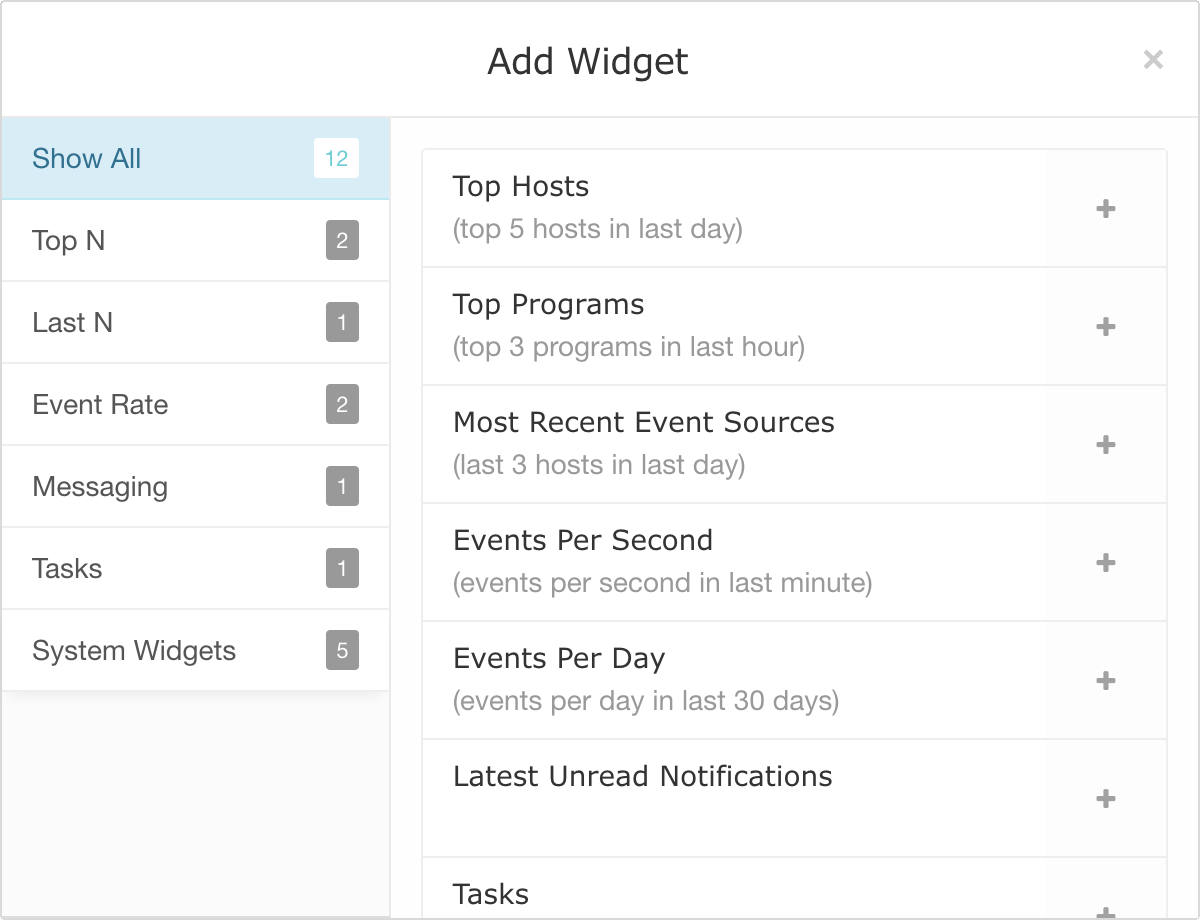 Add Widget
×
Show All 12
Top N 2
Last N 1
Event Rate 2
Messaging 1
Tasks 1
System Widgets 5
Top Hosts
(top 5 hosts in last day)
Top Programs
(top 3 programs in last hour)
Most Recent Event Sources
(last 3 hosts in last day)
Events Per Second
(events per second in last minute)
Events Per Day
(events per day in last 30 days)
Latest Unread Notifications
Tasks